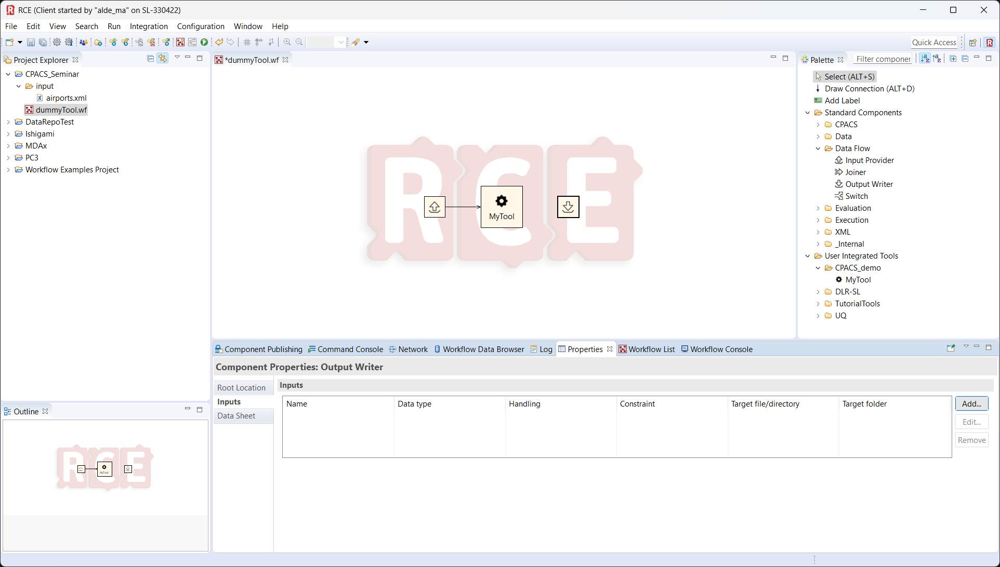 RCE (Client started by "alde_ma" on SL-330422)
File Edit View Search Run Integration Configuration Window Help
Quick Access
Project Explorer
CPACS_Seminar
input
airports.xml
dummyTool.wf
DataRepoTest
Ishigami
MDAx
PC3
Workflow Examples Project
*dummyTool.wf
RCE
MyTool
Palette
Filter componer
Select (ALT+S)
Draw Connection (ALT+D)
Add Label
Standard Components
CPACS
Data
Data Flow
Input Provider
Joiner
Output Writer
Switch
Evaluation
Execution
XML
_Internal
User Integrated Tools
CPACS_demo
MyTool
DLR-SL
TutorialTools
UQ
Outline
RCE
MyTool
Component Publishing Command Console Network Workflow Data Browser Log Properties Workflow List Workflow Console
Component Properties: Output Writer
Root Location
Inputs
Data Sheet
Inputs
Name Data type Handling Constraint Target file/directory Target folder
Add...
Edit...
Remove